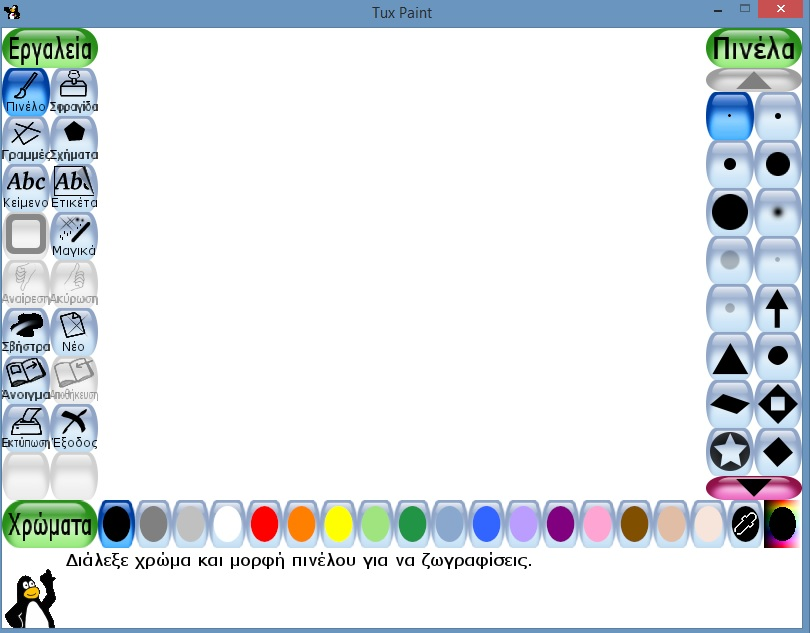 Tux Paint
Εργαλεία
Πινέλα
Πινέλο
Σφραγίδα
Γραμμές
Σχήματα
Abc
Abc
Κείμενο
Ετικέτα
Μαγικά
Αναίρεση
Ακύρωση
Σβήστρα
Νέο
Άνοιγμα
Αποθήκευση
Εκτύπωση
Έξοδος
Χρώματα
Διάλεξε χρώμα και μορφή πινέλου για να ζωγραφίσεις.